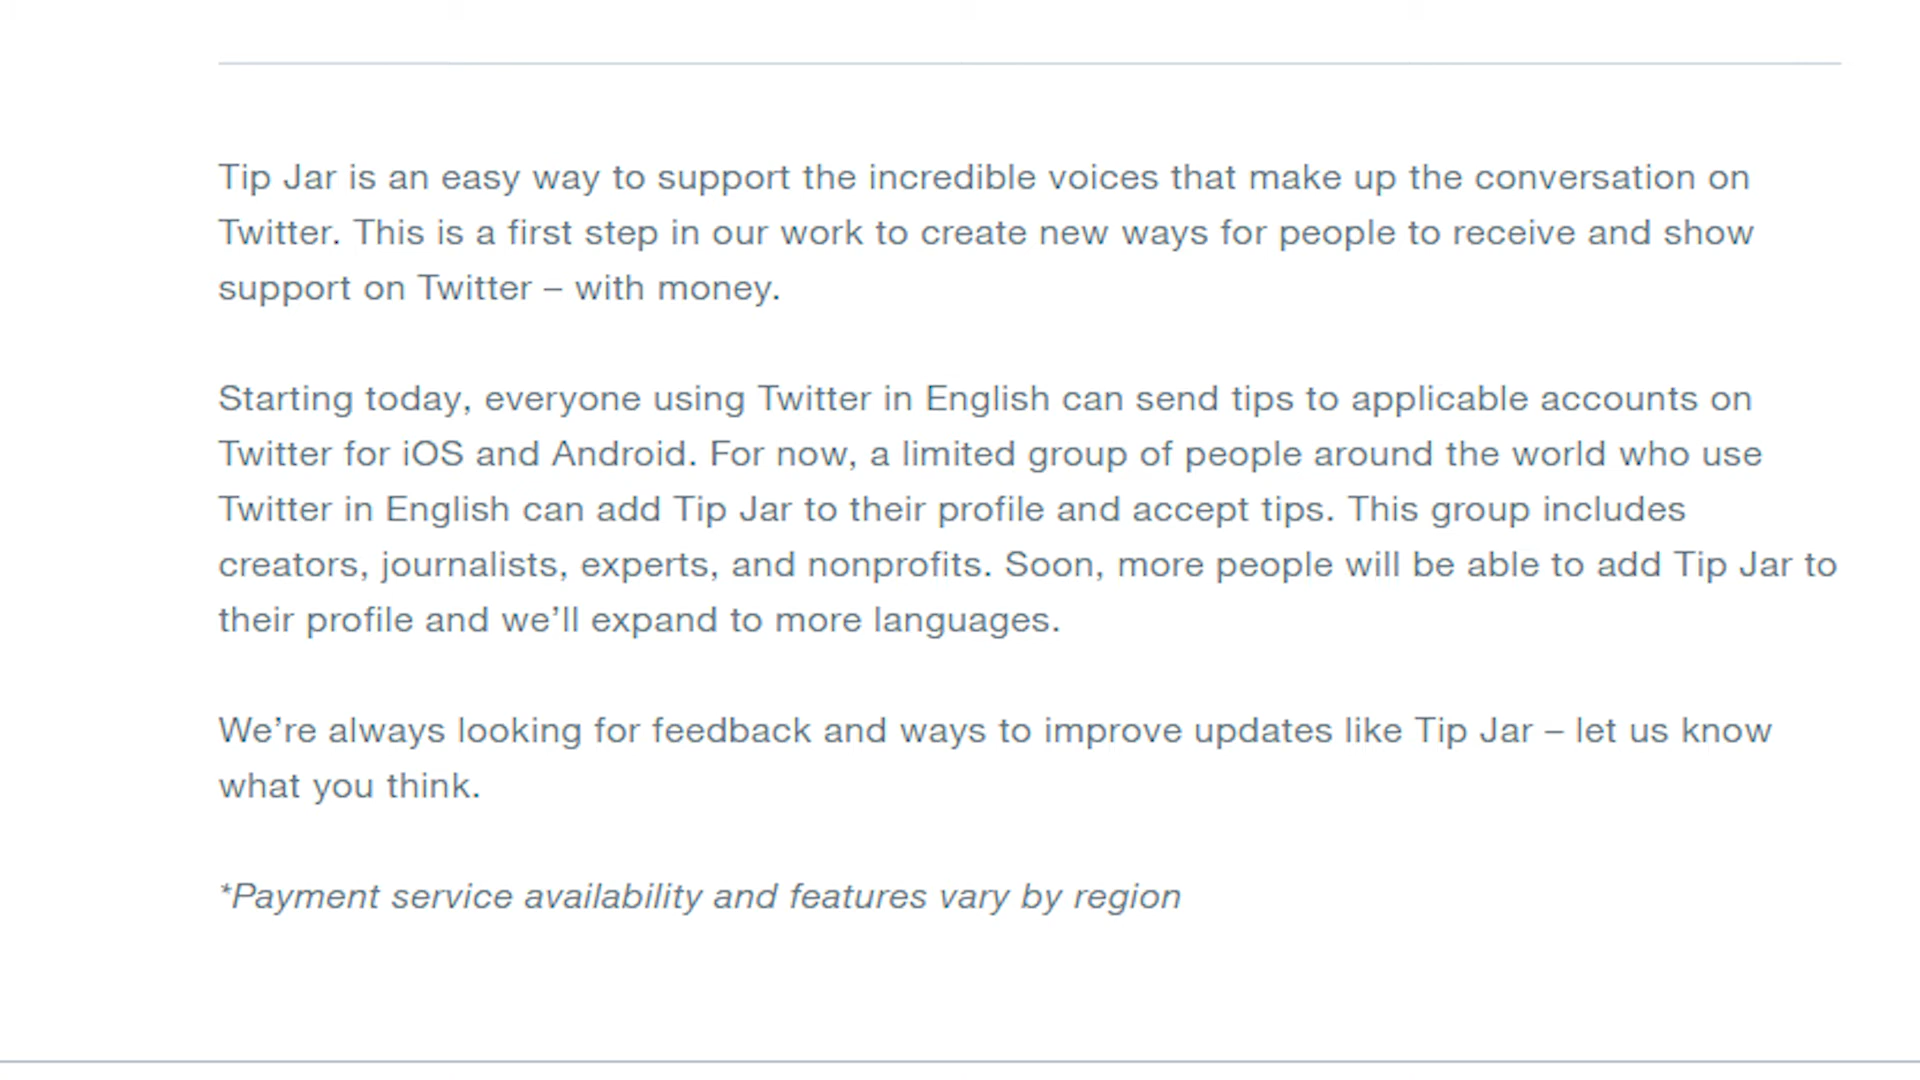 Tip Jar is an easy way to support the incredible voices that make up the conversation on
Twitter. This is a first step in our work to create new ways for people to receive and show
support on Twitter – with money.
Starting today, everyone using Twitter in English can send tips to applicable accounts on
Twitter for iOS and Android. For now, a limited group of people around the world who use
Twitter in English can add Tip Jar to their profile and accept tips. This group includes
creators, journalists, experts, and nonprofits. Soon, more people will be able to add Tip Jar to
their profile and we’ll expand to more languages.
We’re always looking for feedback and ways to improve updates like Tip Jar – let us know
what you think.
*Payment service availability and features vary by region